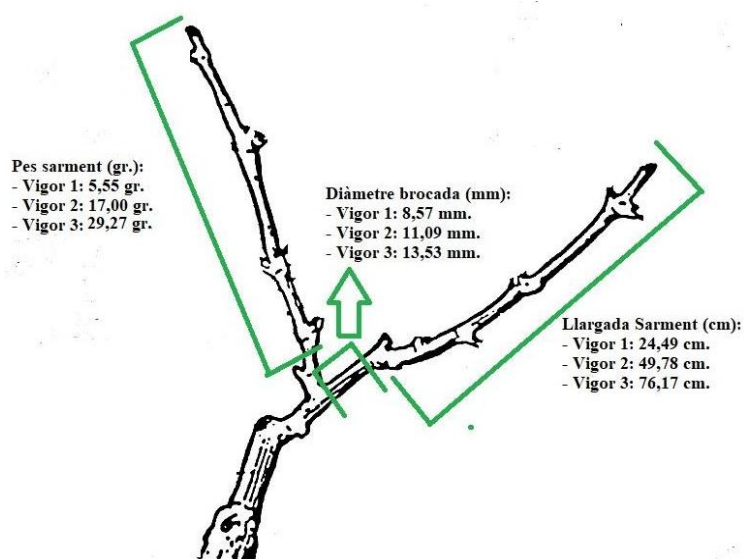 Pes sarment (gr.):
- Vigor 1: 5,55 gr.
- Vigor 2: 17,00 gr.
- Vigor 3: 29,27 gr.
Diàmetre brocada (mm):
- Vigor 1: 8,57 mm.
- Vigor 2: 11,09 mm.
- Vigor 3: 13,53 mm.
Llargada Sarment (cm):
- Vigor 1: 24,49 cm.
- Vigor 2: 49,78 cm.
- Vigor 3: 76,17 cm.